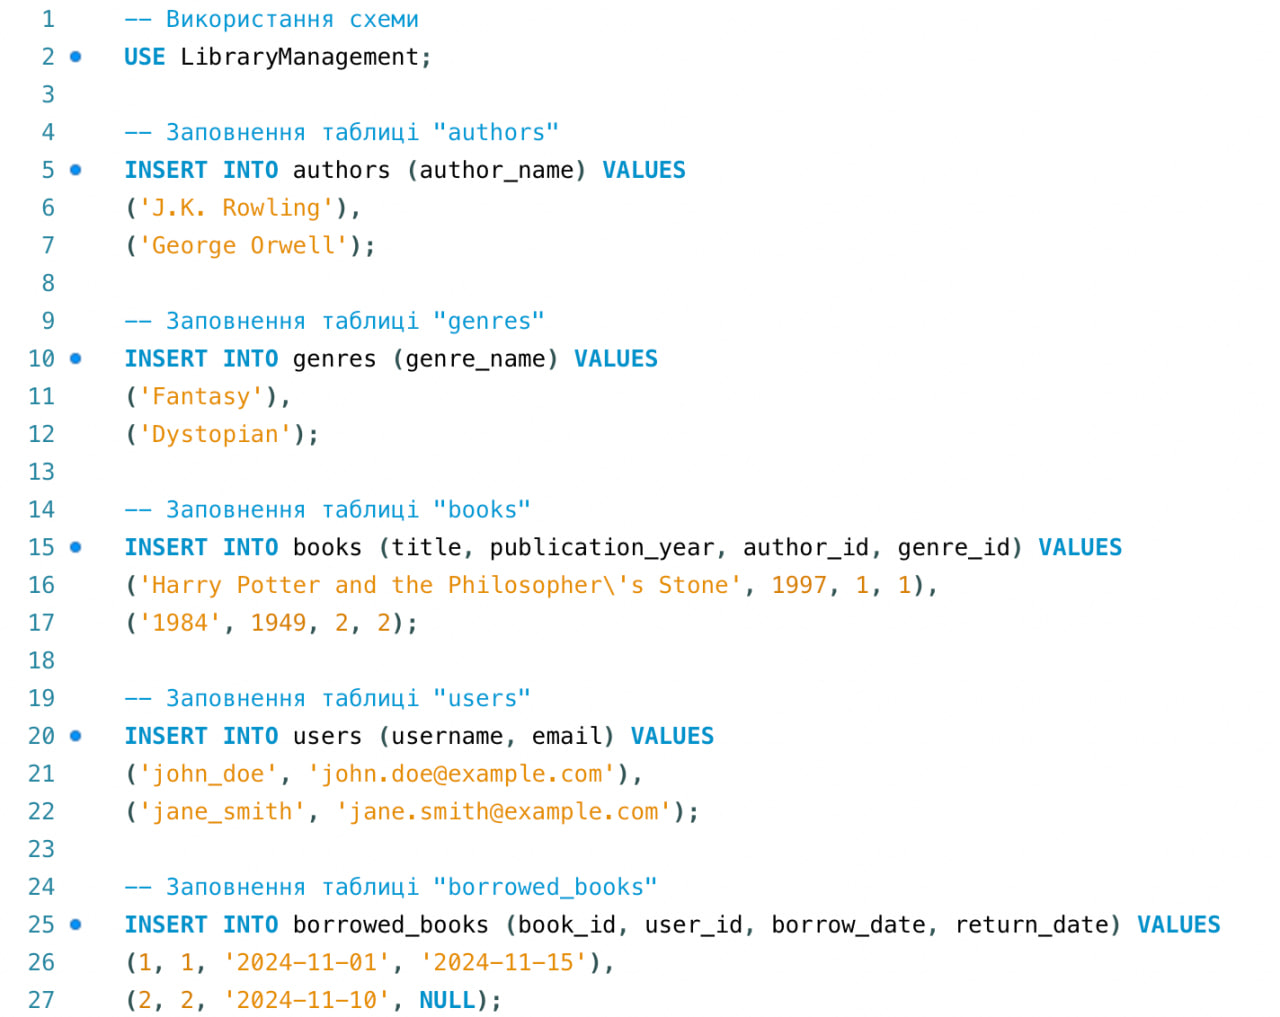 1 -- Використання схеми
2 USE LibraryManagement;
3
4 -- Заповнення таблиці "authors"
5 INSERT INTO authors (author_name) VALUES
6 ('J.K. Rowling'),
7 ('George Orwell');
8
9 -- Заповнення таблиці "genres"
10 INSERT INTO genres (genre_name) VALUES
11 ('Fantasy'),
12 ('Dystopian');
13
14 -- Заповнення таблиці "books"
15 INSERT INTO books (title, publication_year, author_id, genre_id) VALUES
16 ('Harry Potter and the Philosopher\'s Stone', 1997, 1, 1),
17 ('1984', 1949, 2, 2);
18
19 -- Заповнення таблиці "users"
20 INSERT INTO users (username, email) VALUES
21 ('john_doe', 'john.doe@example.com'),
22 ('jane_smith', 'jane.smith@example.com');
23
24 -- Заповнення таблиці "borrowed_books"
25 INSERT INTO borrowed_books (book_id, user_id, borrow_date, return_date) VALUES
26 (1, 1, '2024-11-01', '2024-11-15'),
27 (2, 2, '2024-11-10', NULL);